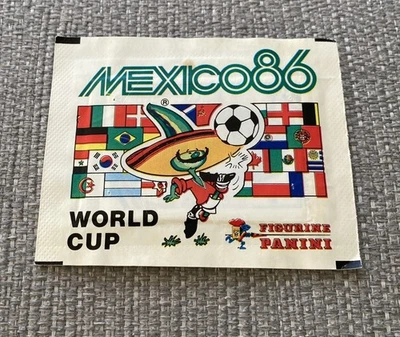 MEXICO86
®
WORLD
CUP
FIGURINE
PANINI